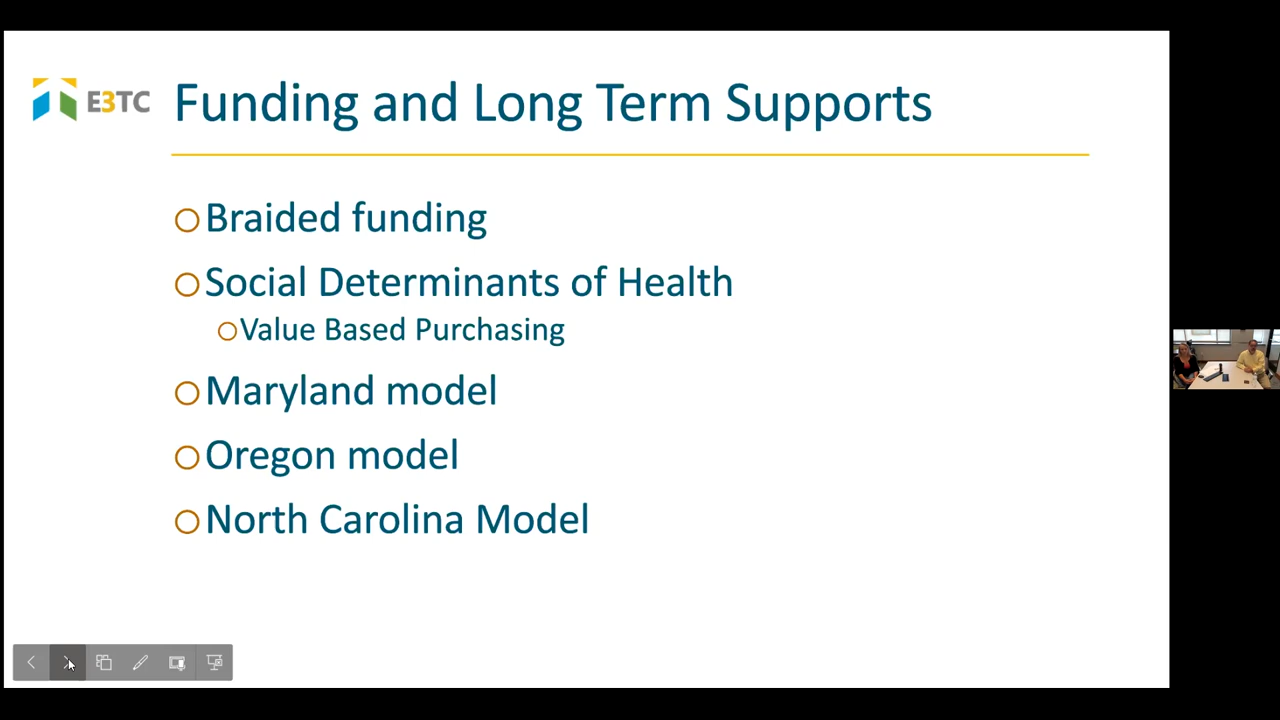 E3TC
Funding and Long Term Supports
Braided funding
Social Determinants of Health
Value Based Purchasing
Maryland model
Oregon model
North Carolina Model